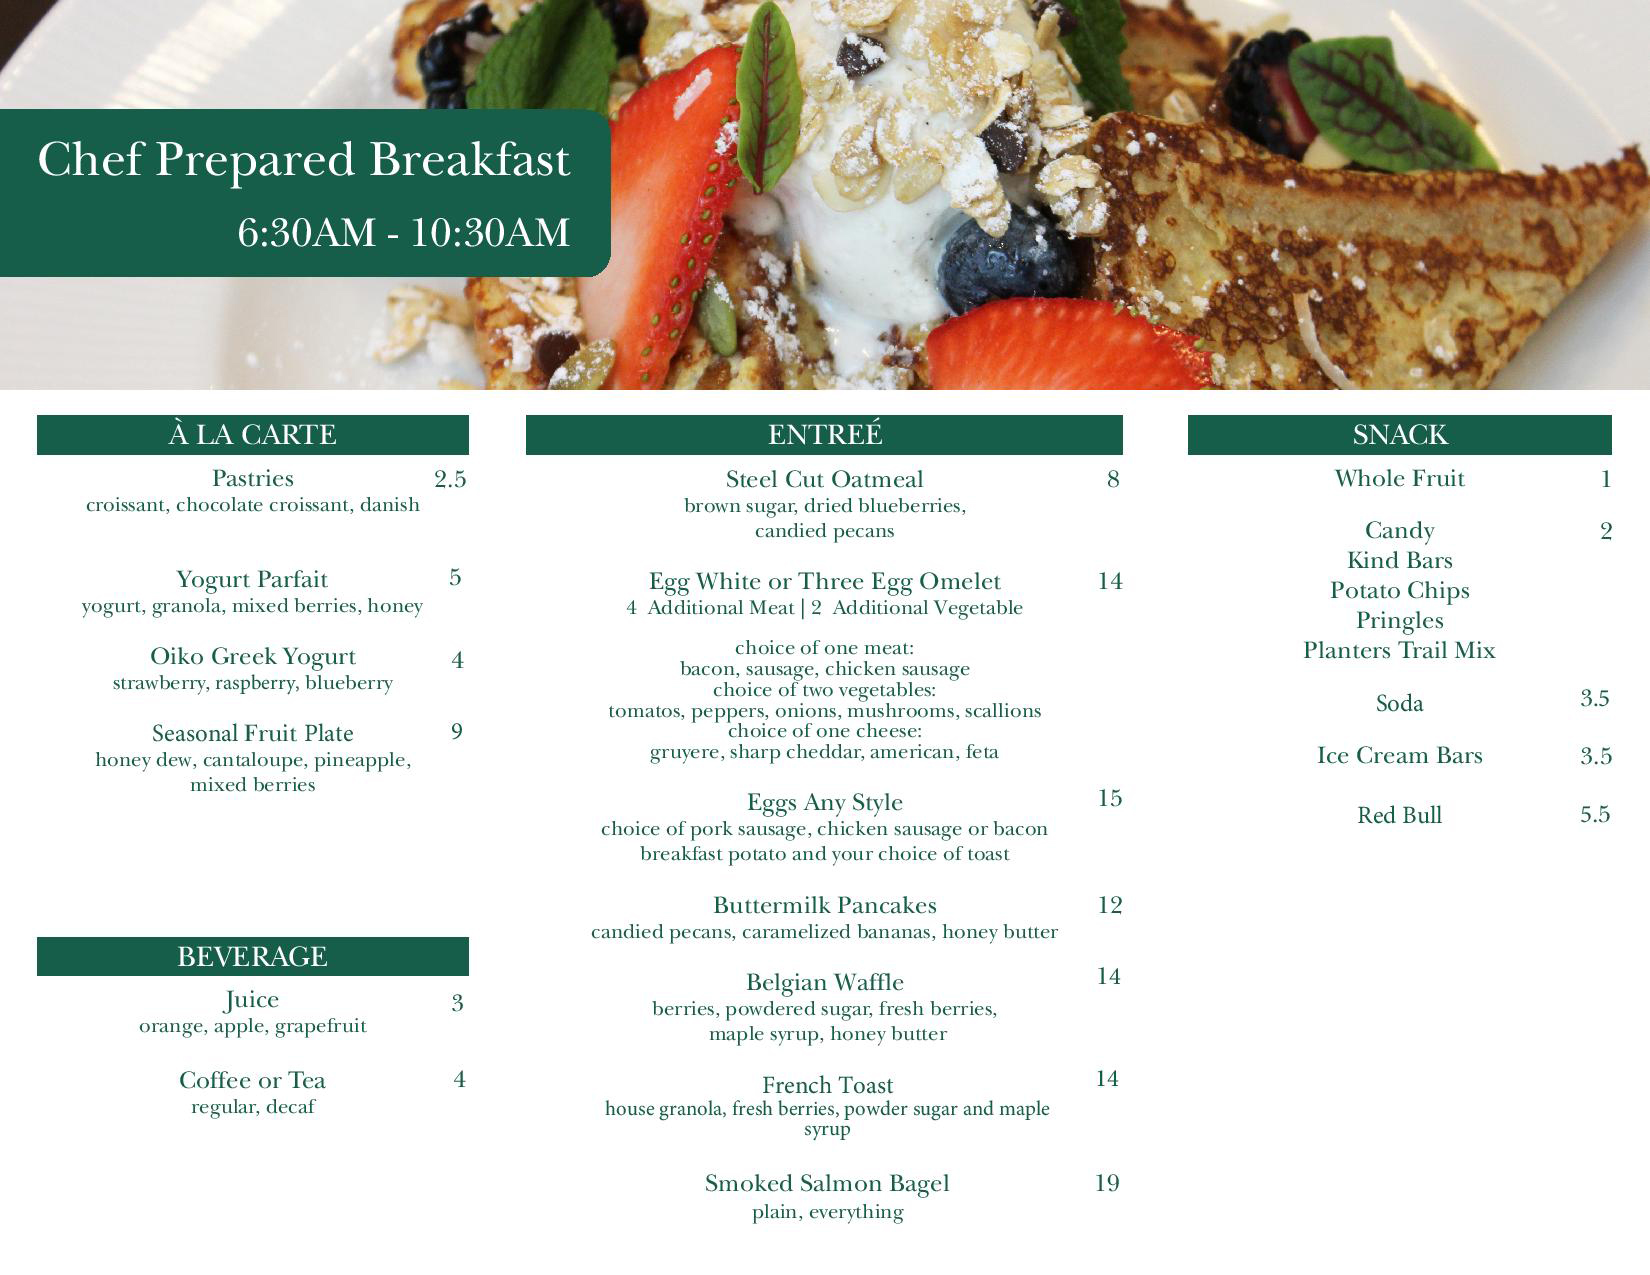 Chef Prepared Breakfast
6:30AM - 10:30AM
À LA CARTE
Pastries 2.5
croissant, chocolate croissant, danish
Yogurt Parfait 5
yogurt, granola, mixed berries, honey
Oiko Greek Yogurt 4
strawberry, raspberry, blueberry
Seasonal Fruit Plate 9
honey dew, cantaloupe, pineapple,
mixed berries
BEVERAGE
Juice 3
orange, apple, grapefruit
Coffee or Tea 4
regular, decaf
ENTREÉ
Steel Cut Oatmeal 8
brown sugar, dried blueberries,
candied pecans
Egg White or Three Egg Omelet 14
4 Additional Meat | 2 Additional Vegetable
choice of one meat:
bacon, sausage, chicken sausage
choice of two vegetables:
tomatos, peppers, onions, mushrooms, scallions
choice of one cheese:
gruyere, sharp cheddar, american, feta
Eggs Any Style 15
choice of pork sausage, chicken sausage or bacon
breakfast potato and your choice of toast
Buttermilk Pancakes 12
candied pecans, caramelized bananas, honey butter
Belgian Waffle 14
berries, powdered sugar, fresh berries,
maple syrup, honey butter
French Toast 14
house granola, fresh berries, powder sugar and maple
syrup
Smoked Salmon Bagel 19
plain, everything
SNACK
Whole Fruit 1
Candy 2
Kind Bars
Potato Chips
Pringles
Planters Trail Mix
Soda 3.5
Ice Cream Bars 3.5
Red Bull 5.5